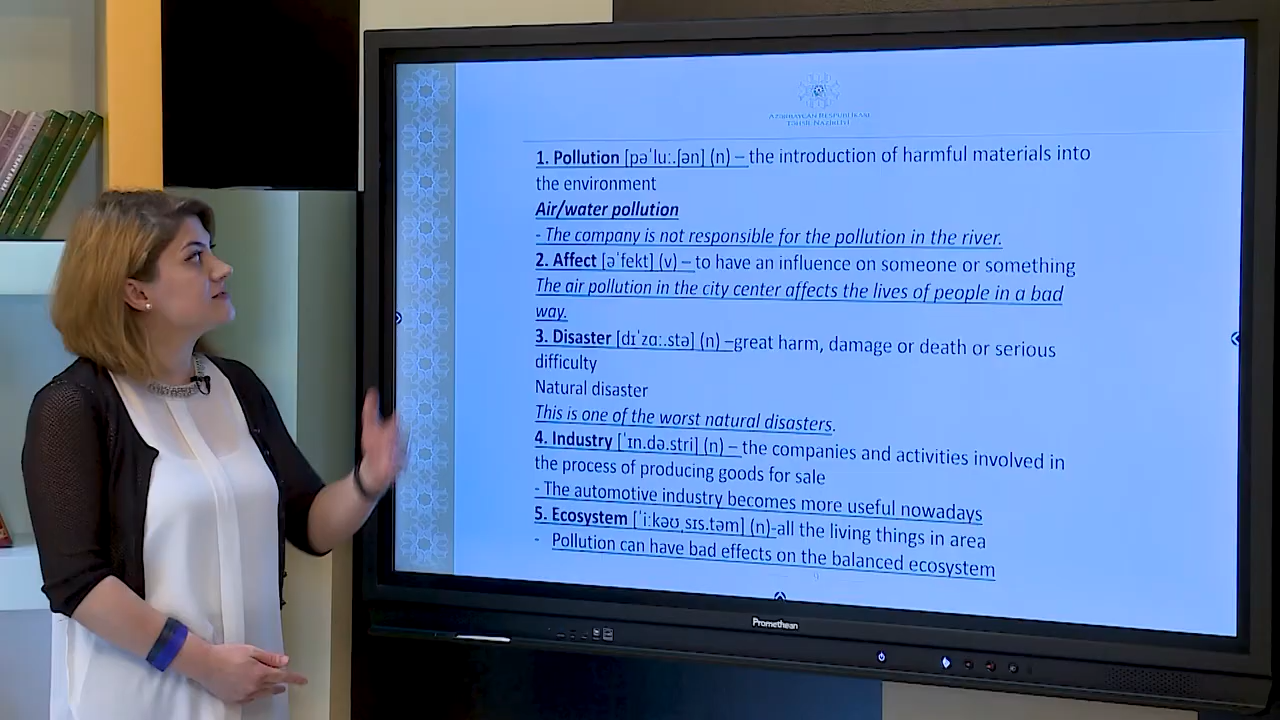 AZƏRBAYCAN RESPUBLİKASI
TƏHSİL NAZİRLİYİ
1. Pollution [pəˈluː.ʃən] (n) – the introduction of harmful materials into
the environment
Air/water pollution
- The company is not responsible for the pollution in the river.
2. Affect [əˈfekt] (v) – to have an influence on someone or something
The air pollution in the city center affects the lives of people in a bad
way.
3. Disaster [dɪˈzɑː.stə] (n) –great harm, damage or death or serious
difficulty
Natural disaster
This is one of the worst natural disasters.
4. Industry [ˈɪn.də.stri] (n) – the companies and activities involved in
the process of producing goods for sale
- The automotive industry becomes more useful nowadays
5. Ecosystem [ˈiːkəʊˌsɪs.təm] (n)-all the living things in area
- Pollution can have bad effects on the balanced ecosystem
Promethean